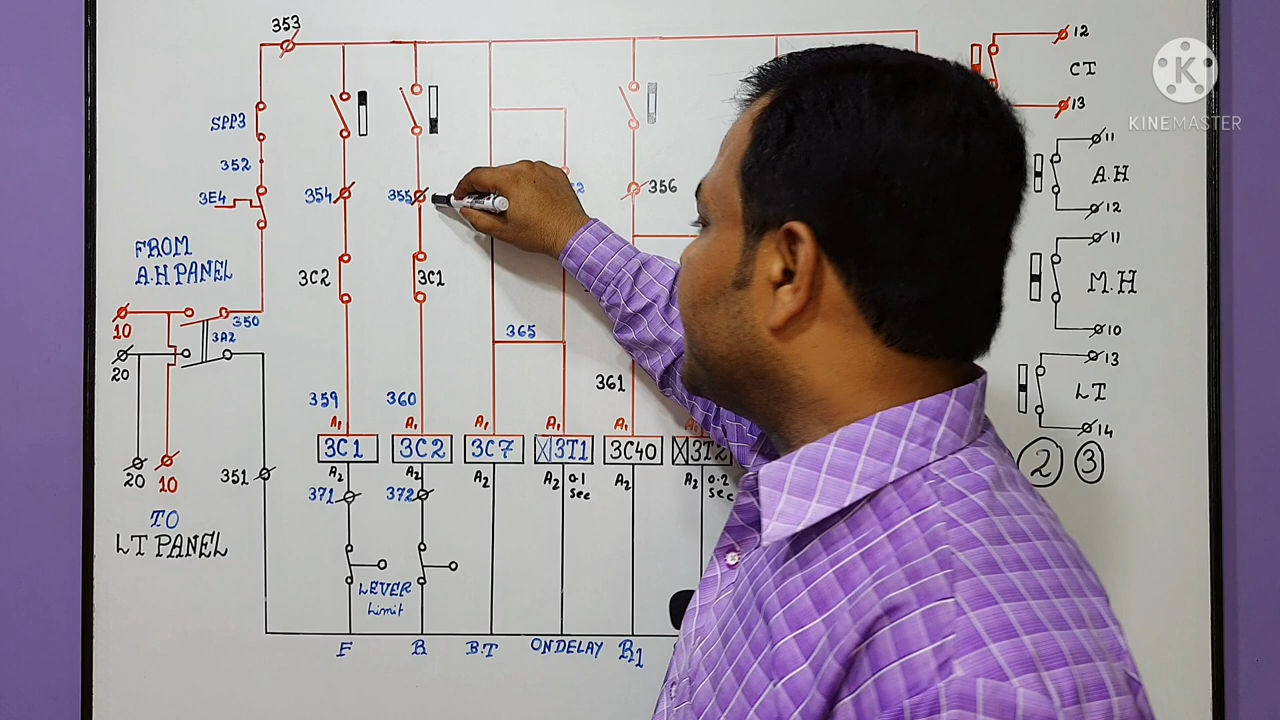 353
12
CT
13
K
KINEMASTER
SPP3
352
3E4
354
355
356
11
A.H
12
FROM
A.H PANEL
3C2
3C1
11
M.H
10
10
350
3A2
20
365
361
13
LT
14
359
360
A1
A1
A1
A1
A1
3C1
3C2
3C7
3T1
3C40
3T2
A2
A2
A2
A2
0.1
sec
A2
A2
0.2
sec
20
10
351
371
372
2
3
TO
LT PANEL
LEVER
Limit
F
R
B.T
ON DELAY
R1